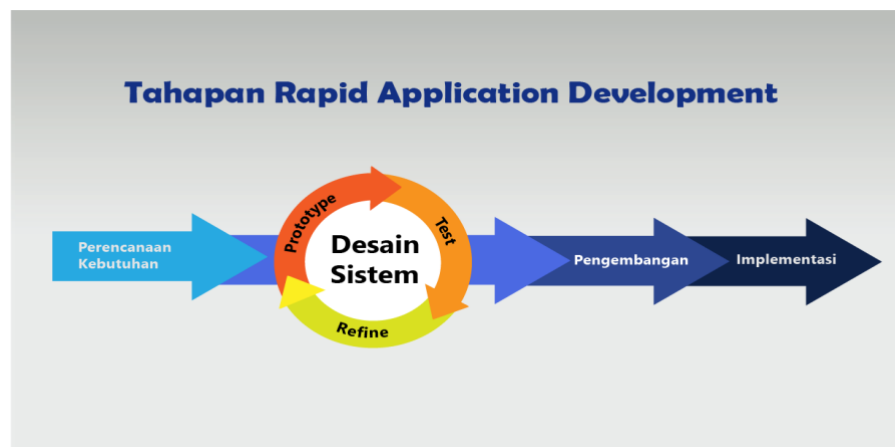 Tahapan Rapid Application Development
Perencanaan
Kebutuhan
Prototype
Test
Refine
Desain
Sistem
Pengembangan
Implementasi